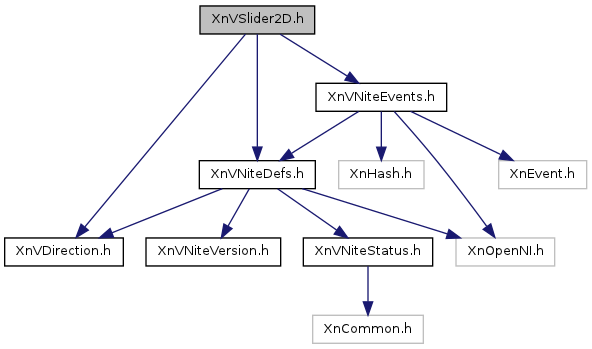 XnVSlider2D.h
XnVNiteEvents.h
XnVNiteDefs.h
XnHash.h
XnEvent.h
XnVDirection.h
XnVNiteVersion.h
XnVNiteStatus.h
XnOpenNI.h
XnCommon.h